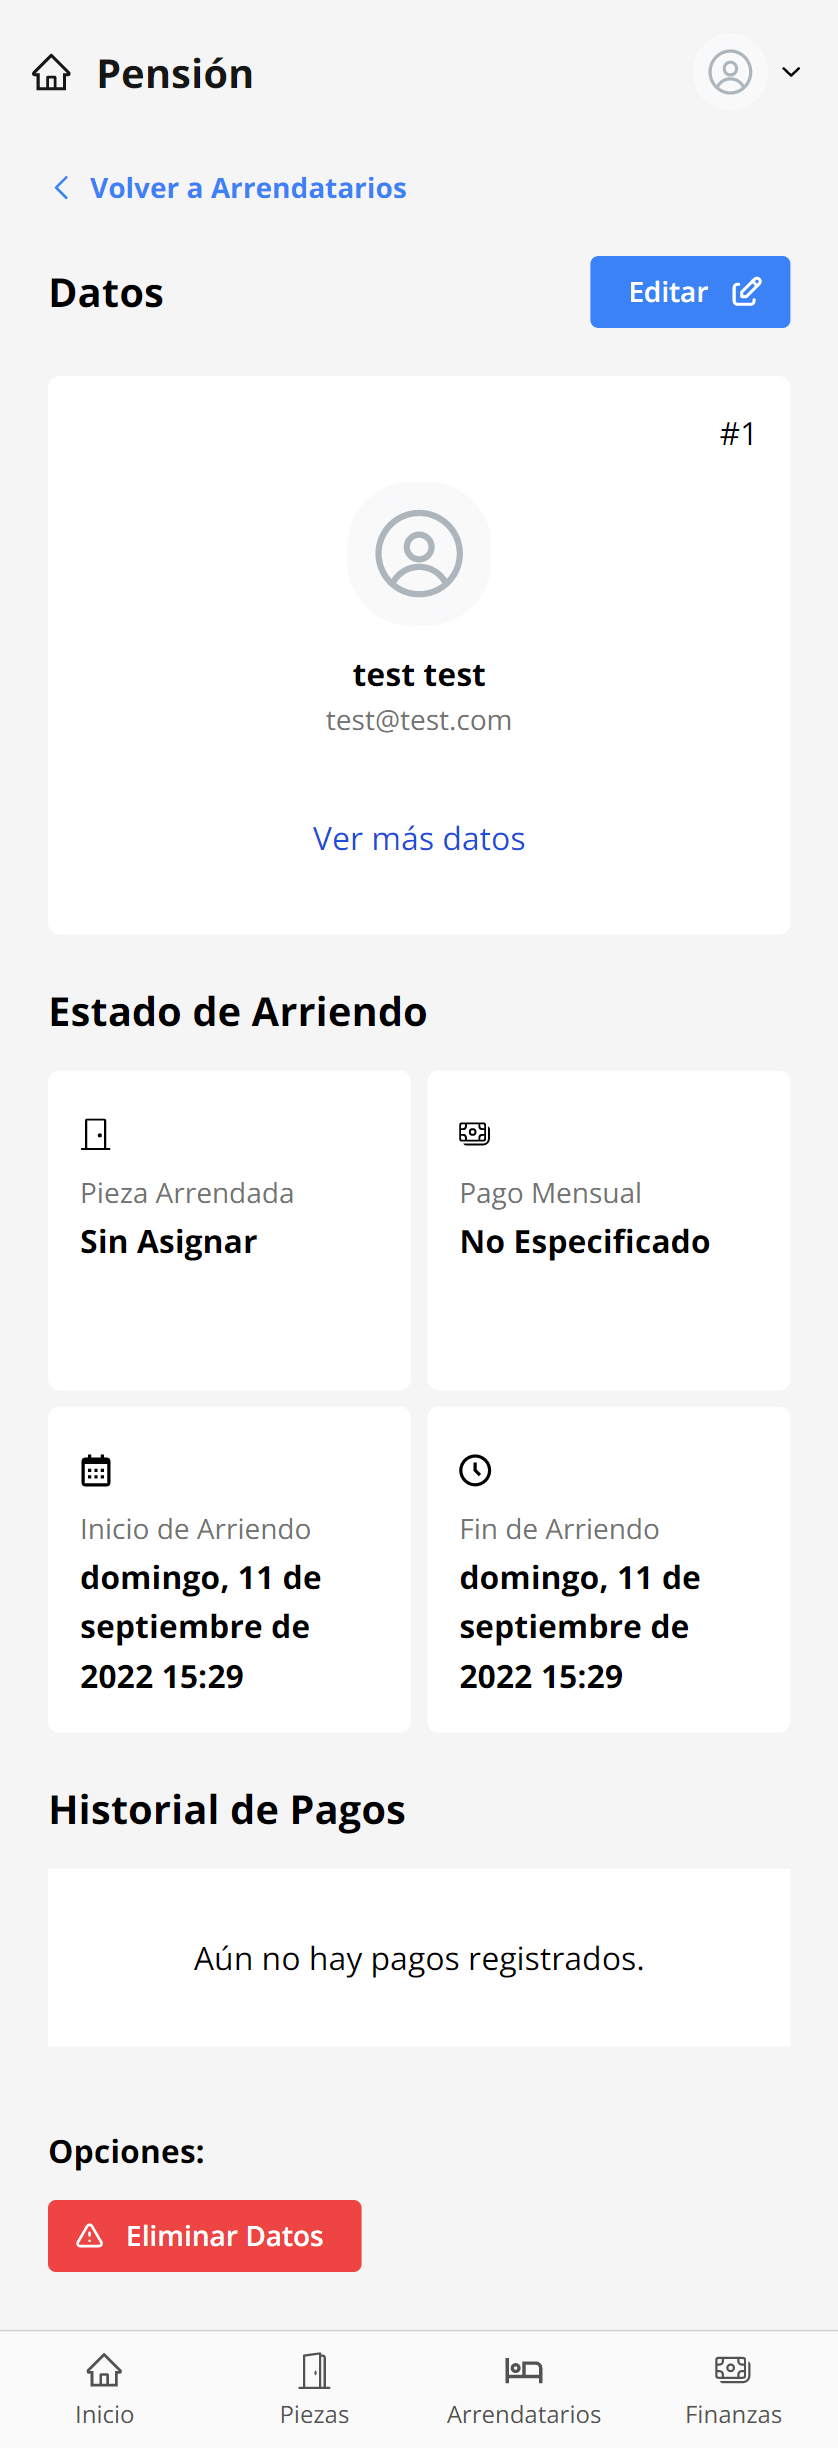 Pensión
Volver a Arrendatarios
Datos
Editar
#1
test test
test@test.com
Ver más datos
Estado de Arriendo
Pieza Arrendada
Sin Asignar
Pago Mensual
No Especificado
Inicio de Arriendo
domingo, 11 de
septiembre de
2022 15:29
Fin de Arriendo
domingo, 11 de
septiembre de
2022 15:29
Historial de Pagos
Aún no hay pagos registrados.
Opciones:
Eliminar Datos
Inicio
Piezas
Arrendatarios
Finanzas